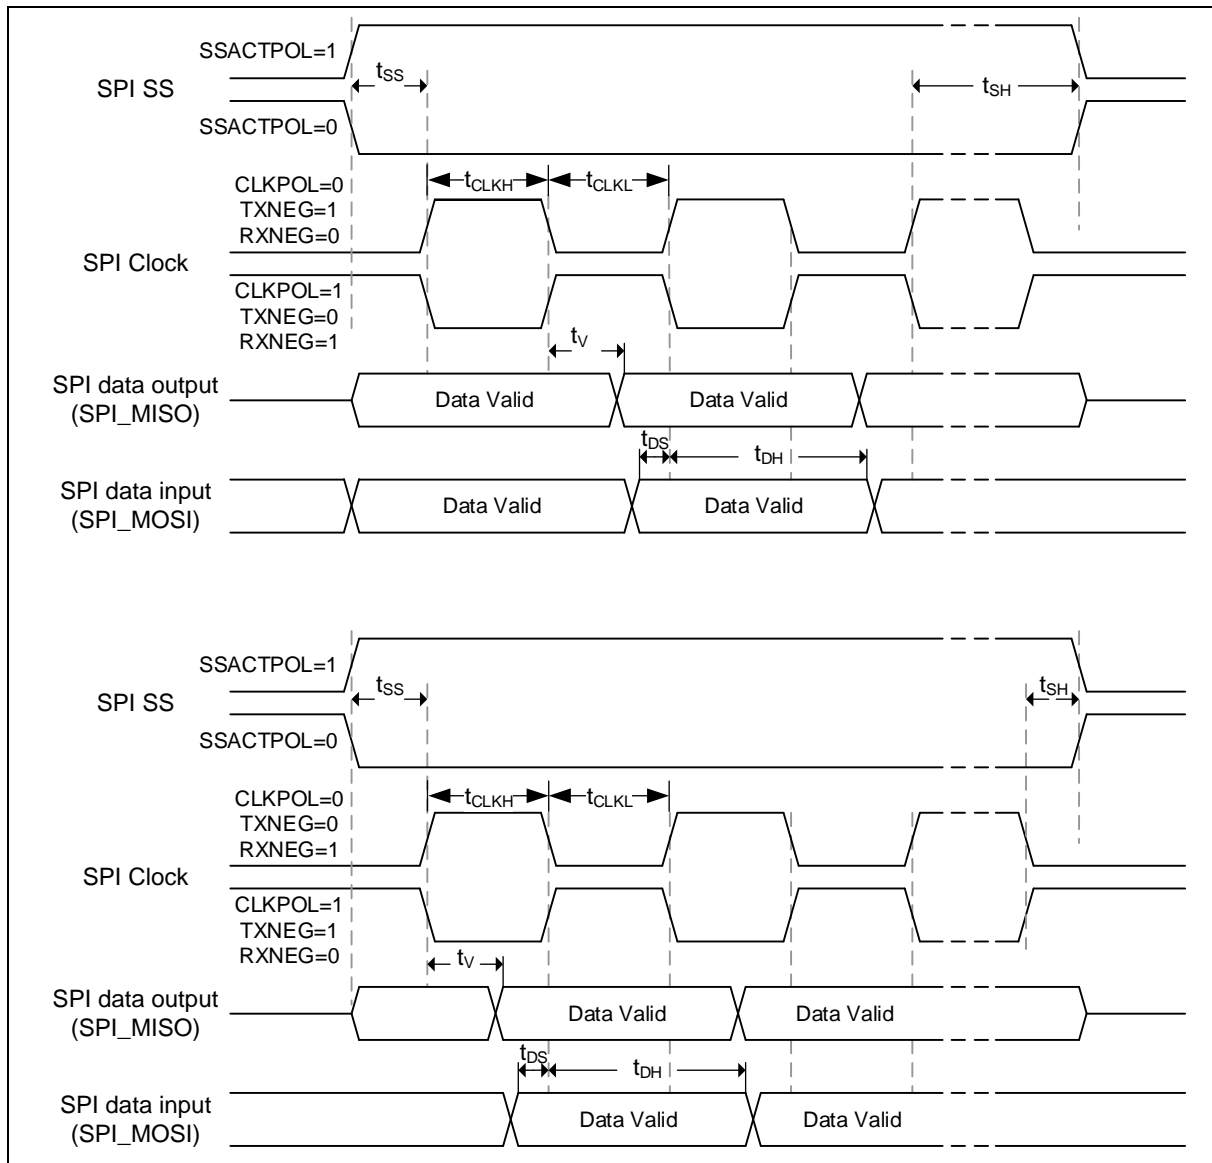 SSACTPOL=1
SPI SS
tSS
tSH
SSACTPOL=0
CLKPOL=0
TXNEG=1
RXNEG=0
tCLKH
tCLKL
SPI Clock
CLKPOL=1
TXNEG=0
RXNEG=1
tV
SPI data output
(SPI_MISO)
Data Valid
Data Valid
tDS
tDH
SPI data input
(SPI_MOSI)
Data Valid
Data Valid
SSACTPOL=1
SPI SS
tSS
tSH
SSACTPOL=0
CLKPOL=0
TXNEG=0
RXNEG=1
tCLKH
tCLKL
SPI Clock
CLKPOL=1
TXNEG=1
RXNEG=0
tV
SPI data output
(SPI_MISO)
Data Valid
Data Valid
tDS
tDH
SPI data input
(SPI_MOSI)
Data Valid
Data Valid